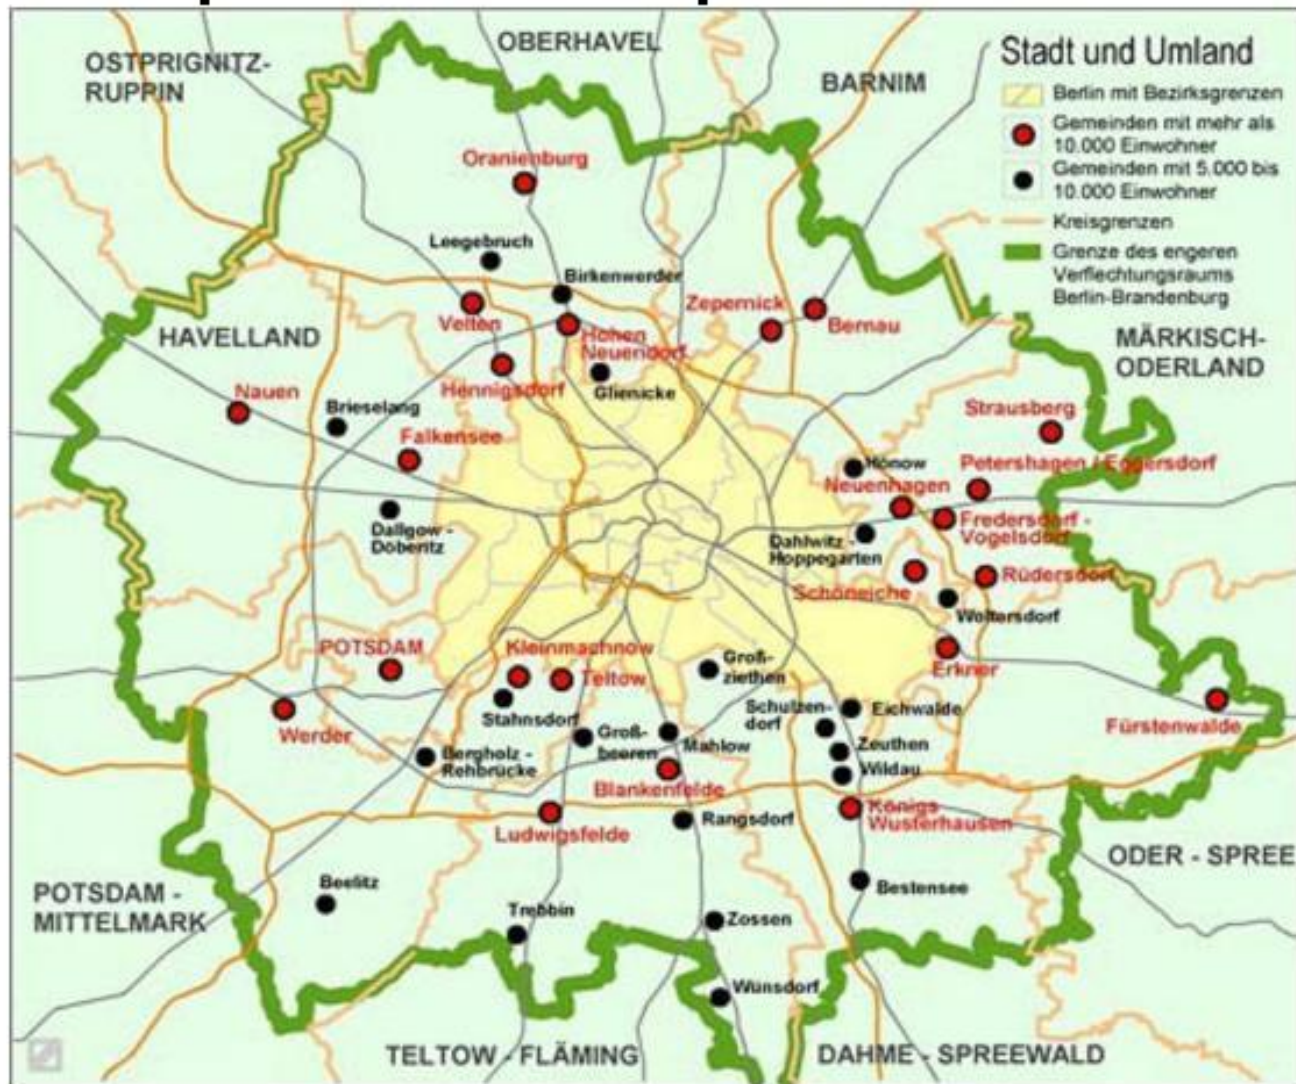 OSTPRIGNITZ-
RUPPIN
OBERHAVEL
BARNIM
Stadt und Umland
Berlin mit Bezirksgrenzen
Gemeinden mit mehr als
10.000 Einwohner
Gemeinden mit 5.000 bis
10.000 Einwohner
Kreisgrenzen
Grenze des engeren
Verflechtungsraums
Berlin-Brandenburg
Oranienburg
Leegebruch
Birkenwerder
Velten
Hohen
Neuendorf
Zepernick
Bernau
HAVELLAND
MÄRKISCH-
ODERLAND
Hennigsdorf
Glienicke
Nauen
Brieselang
Falkensee
Strausberg
Hönow
Petershagen / Eggersdorf
Neuenhagen
Dallgow -
Döberitz
Fredersdorf -
Vogelsdorf
Dahlwitz -
Hoppegarten
Schöneiche
Rüdersdorf
Woltersdorf
POTSDAM
Kleinmachnow
Teltow
Groß-
ziethen
Erkner
Werder
Stahnsdorf
Schulzen-
dorf
Eichwalde
Fürstenwalde
Bergholz -
Rehbrücke
Groß-
beeren
Mahlow
Zeuthen
Wildau
Blankenfelde
Ludwigsfelde
Rangsdorf
Königs
Wusterhausen
ODER - SPREE
POTSDAM -
MITTELMARK
Beelitz
Bestensee
Trebbin
Zossen
Wünsdorf
TELTOW - FLÄMING
DAHME - SPREEWALD